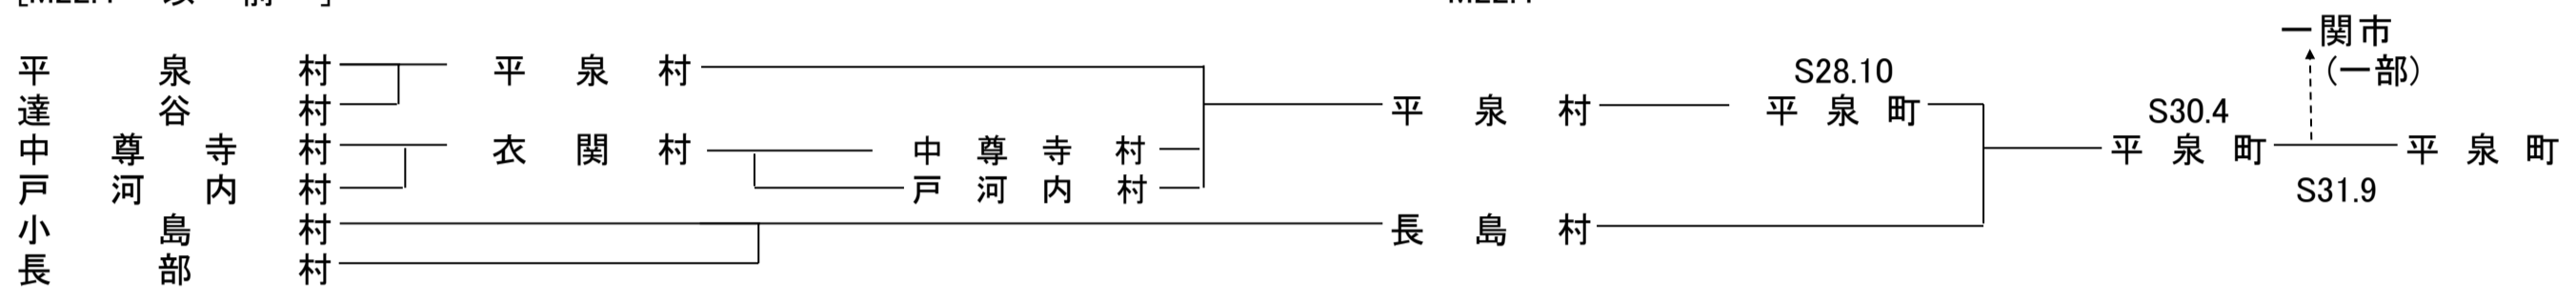 一関市
平泉村 平泉村 S28.10 (一部)
達谷村 平泉村 平泉町 S30.4
中尊寺村 衣関村 中尊寺村 平泉町 平泉町
戸河内村 戸河内村 S31.9
小島村 長島村
長部村